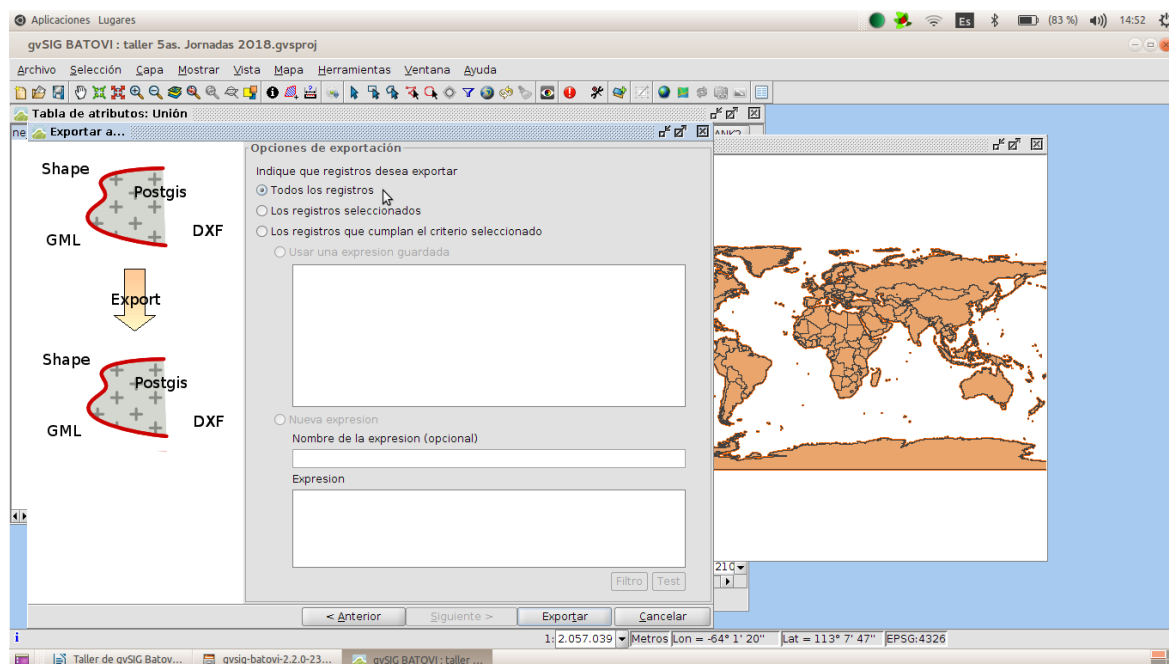 Aplicaciones Lugares
Es
(83 %)
14:52
gvSIG BATOVI : taller 5as. Jornadas 2018.gvsproj
Archivo Selección Capa Mostrar Vista Mapa Herramientas Ventana Ayuda
Tabla de atributos: Unión
ne
Exportar a...
Shape
Postgis
GML
DXF
Export
Shape
Postgis
GML
DXF
Opciones de exportación
Indique que registros desea exportar
Todos los registros
Los registros seleccionados
Los registros que cumplan el criterio seleccionado
Usar una expresion guardada
Nueva expresion
Nombre de la expresion (opcional)
Expresion
Filtro Test
210
< Anterior Siguiente > Exportar Cancelar
1: 2.057.039 Metros Lon = -64° 1' 20" Lat = 113° 7' 47" EPSG:4326
Taller de gvSIG Batov... gvsig-batovi-2.2.0-23... gvSIG BATOVI : taller ...